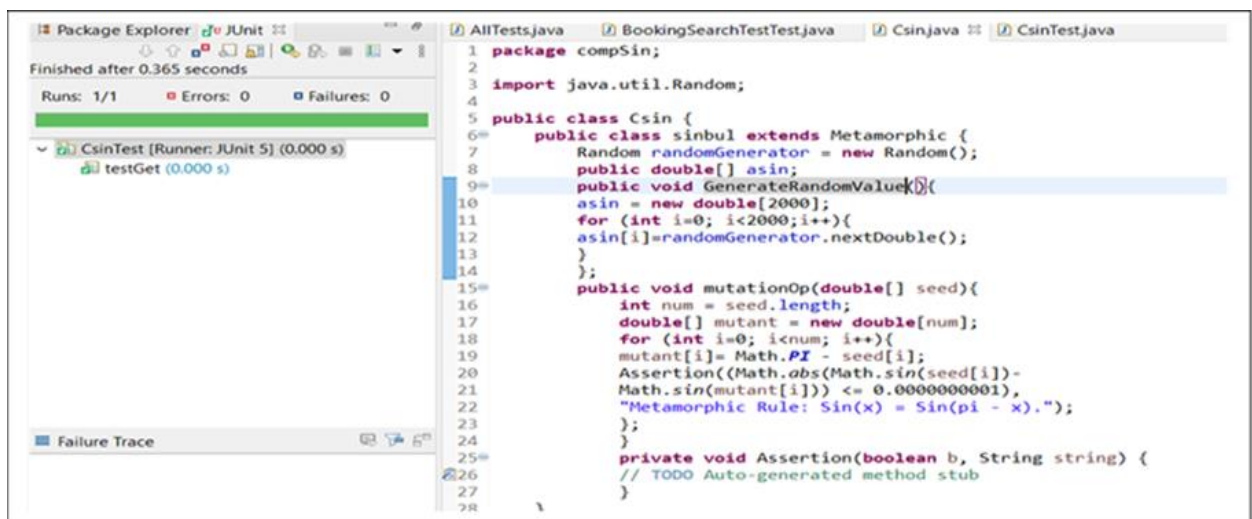 Package Explorer JUnit
Finished after 0.365 seconds
Runs: 1/1 Errors: 0 Failures: 0
CsinTest [Runner: JUnit 5] (0.000 s)
testGet (0.000 s)
Failure Trace
AllTests.java BookingSearchTestTest.java Csin.java CsinTest.java
1 package compSin;
2
3 import java.util.Random;
4
5 public class Csin {
6 public class sinbul extends Metamorphic {
7 Random randomGenerator = new Random();
8 public double[] asin;
9 public void GenerateRandomValue(){
10 asin = new double[2000];
11 for (int i=0; i<2000;i++){
12 asin[i]=randomGenerator.nextDouble();
13 }
14 };
15 public void mutationOp(double[] seed){
16 int num = seed.length;
17 double[] mutant = new double[num];
18 for (int i=0; i<num; i++){
19 mutant[i]= Math.PI - seed[i];
20 Assertion((Math.abs(Math.sin(seed[i])-
21 Math.sin(mutant[i])) <= 0.0000000001),
22 "Metamorphic Rule: Sin(x) = Sin(pi - x).");
23 };
24 }
25 private void Assertion(boolean b, String string) {
26 // TODO Auto-generated method stub
27 }
28 }